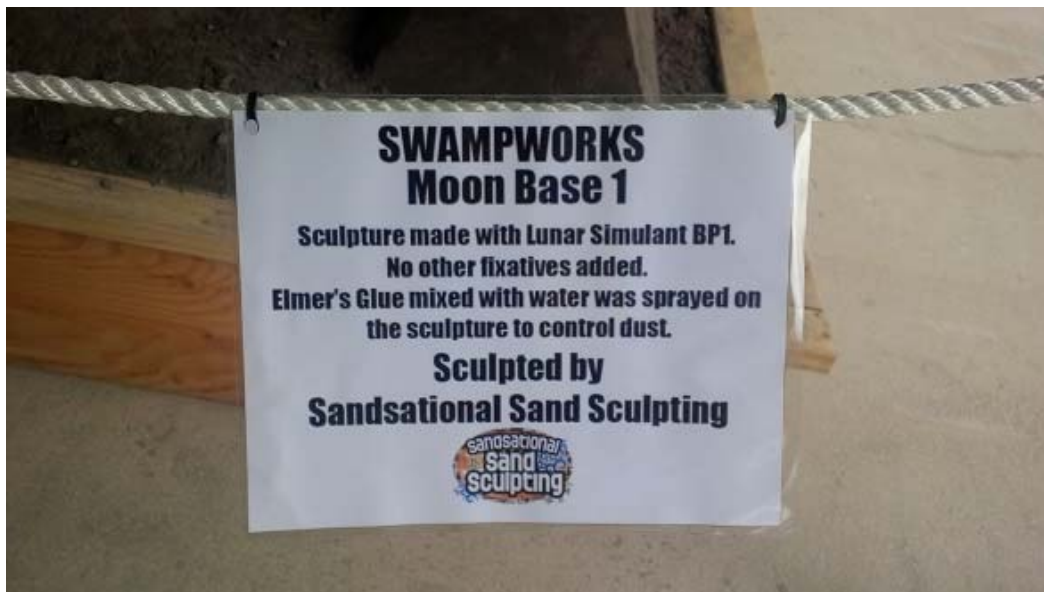 SWAMPWORKS
Moon Base 1
Sculpture made with Lunar Simulant BP1.
No other fixatives added.
Elmer's Glue mixed with water was sprayed on
the sculpture to control dust.
Sculpted by
Sandsational Sand Sculpting
sandsational
sand
sculpting